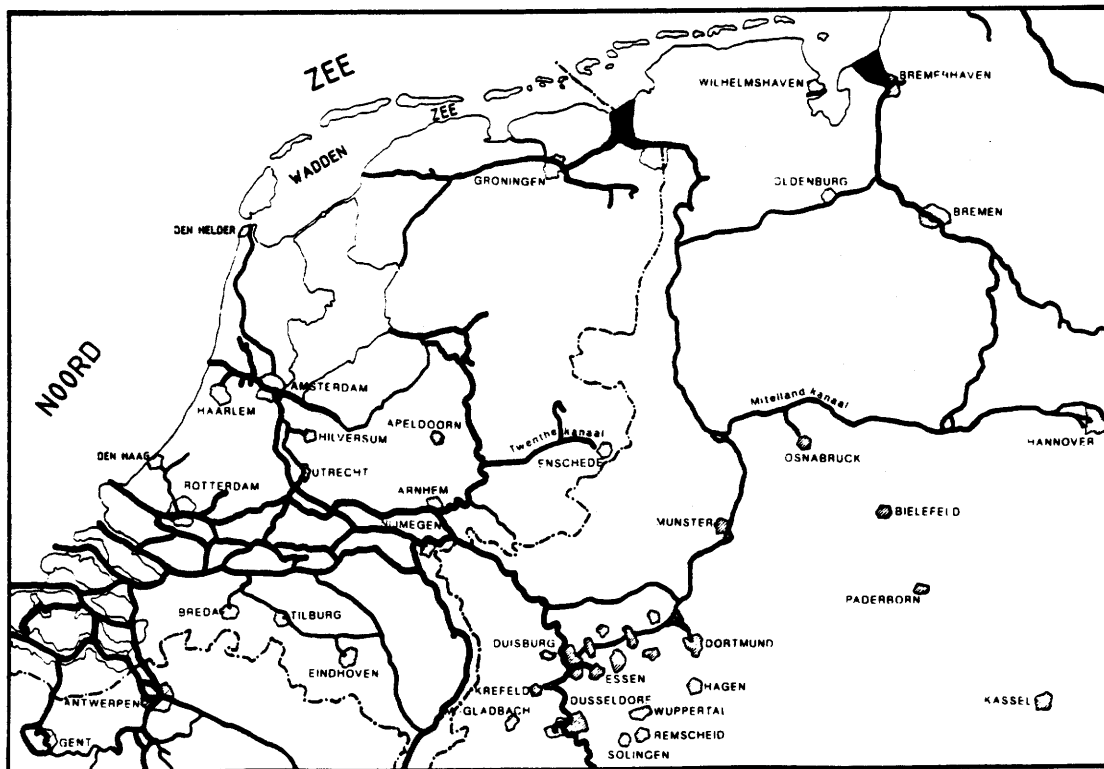 ZEE
ZEE
WADDEN
NOORD
WILHELMSHAVEN
BREMERHAVEN
GRONINGEN
OLDENBURG
BREMEN
DEN HELDER
AMSTERDAM
HAARLEM
HILVERSUM
APELDOORN
Twenthe kanaal
ENSCHEDE
Mitelland kanaal
OSNABRUCK
HANNOVER
DEN HAAG
UTRECHT
ROTTERDAM
ARNHEM
NIJMEGEN
MUNSTER
BIELEFELD
PADERBORN
BREDA
TILBURG
EINDHOVEN
DUISBURG
DORTMUND
ESSEN
KREFELD
HAGEN
DUSSELDORF
M. GLADBACH
WUPPERTAL
REMSCHEID
SOLINGEN
KASSEL
ANTWERPEN
GENT